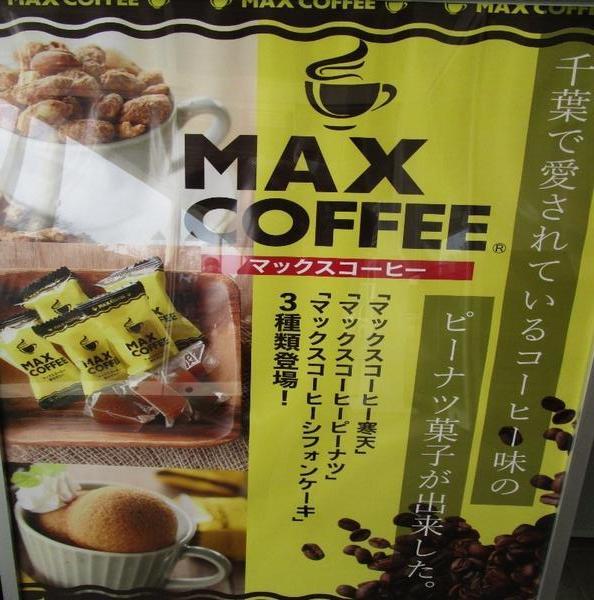 MAX COFFEE
MAX COFFEE
MAX COFF
MAX
COFFEE®
マックスコーヒー
千葉で愛されているコーヒー味の
ピーナツ菓子が出来した。
「マックスコーヒー寒天」
「マックスコーヒーピーナツ」
「マックスコーヒーシフォンケーキ」
3種類登場!
MAX
COFFEE
MAX
COFFEE
MAX
COFFEE